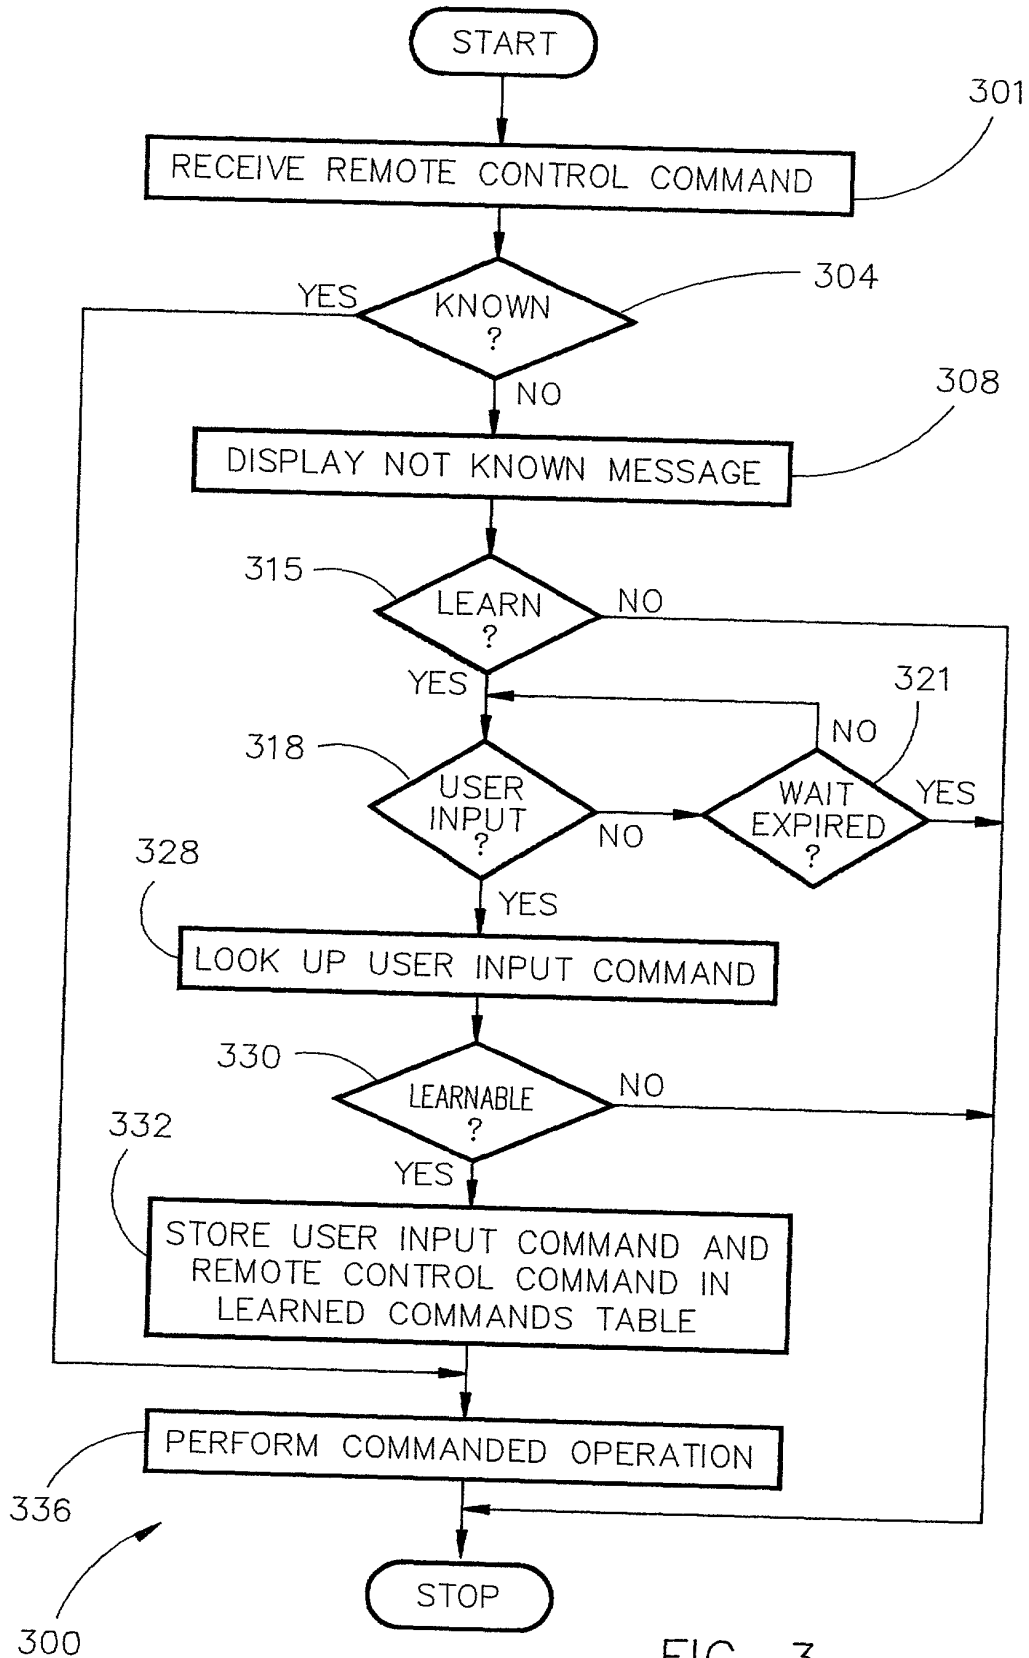 START
301
RECEIVE REMOTE CONTROL COMMAND
304
YES
KNOWN
?
NO
308
DISPLAY NOT KNOWN MESSAGE
315
LEARN
?
NO
YES
321
NO
318
USER
INPUT
?
NO
WAIT
EXPIRED
?
YES
328
YES
LOOK UP USER INPUT COMMAND
330
LEARNABLE
?
NO
332
YES
STORE USER INPUT COMMAND AND
REMOTE CONTROL COMMAND IN
LEARNED COMMANDS TABLE
PERFORM COMMANDED OPERATION
336
STOP
300
FIG. 3